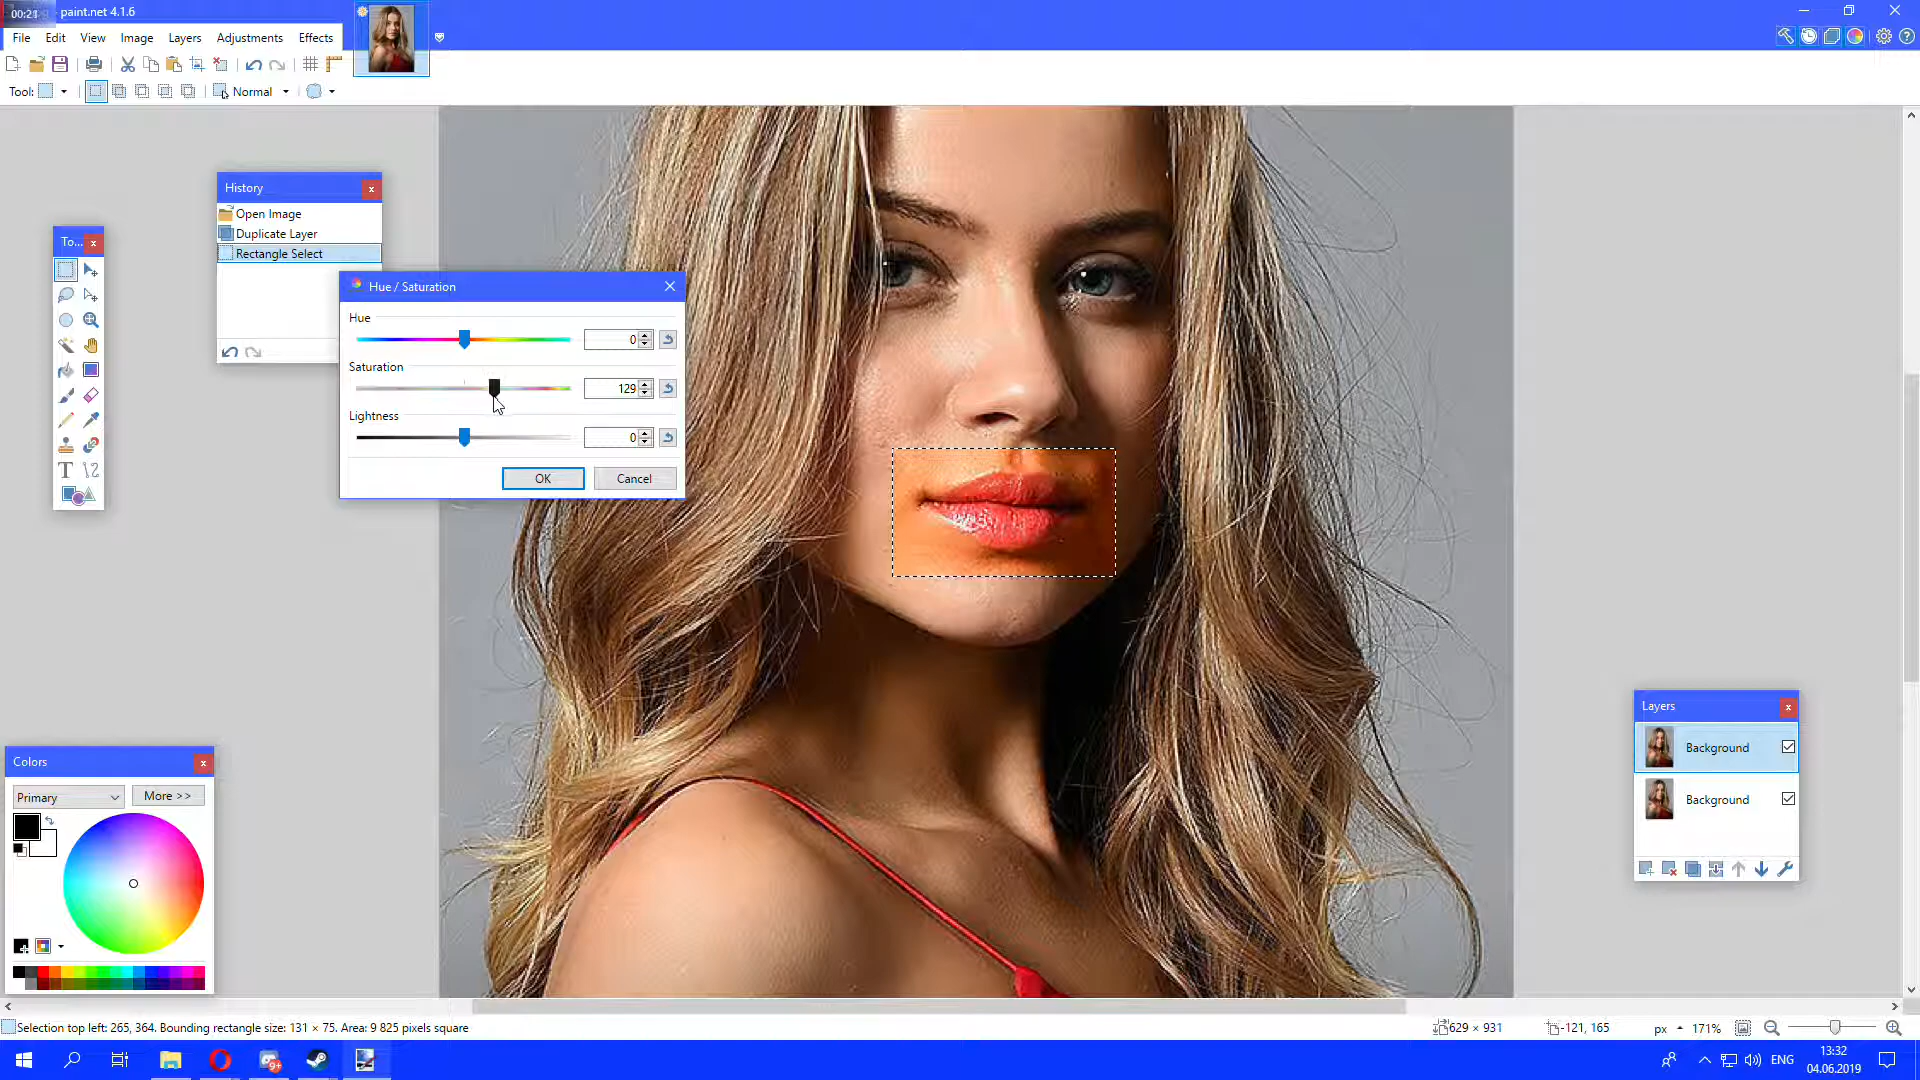 00:21
paint.net 4.1.6
File Edit View Image Layers Adjustments Effects
Tool:
Normal
History
Open Image
Duplicate Layer
Rectangle Select
To...
Hue / Saturation
Hue
0
Saturation
129
Lightness
0
OK Cancel
Layers
Background
Background
Colors
Primary
More >>
Selection top left: 265, 364. Bounding rectangle size: 131 × 75. Area: 9 825 pixels square
629 × 931
-121, 165
px
171%
9+
ENG
13:32
04.06.2019